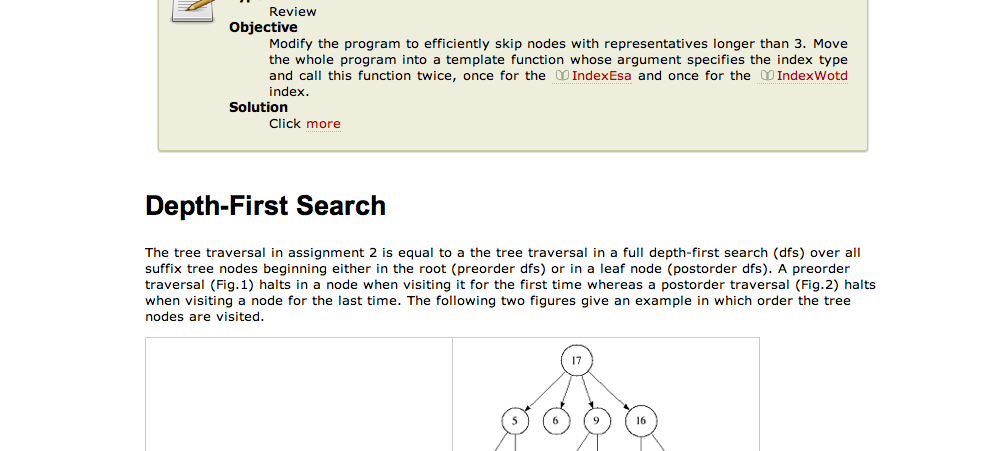 Review
Objective
Modify the program to efficiently skip nodes with representatives longer than 3. Move
the whole program into a template function whose argument specifies the index type
and call this function twice, once for the IndexEsa and once for the IndexWotd
index.
Solution
Click more
Depth-First Search
The tree traversal in assignment 2 is equal to a the tree traversal in a full depth-first search (dfs) over all
suffix tree nodes beginning either in the root (preorder dfs) or in a leaf node (postorder dfs). A preorder
traversal (Fig.1) halts in a node when visiting it for the first time whereas a postorder traversal (Fig.2) halts
when visiting a node for the last time. The following two figures give an example in which order the tree
nodes are visited.
17
5 6 9 16